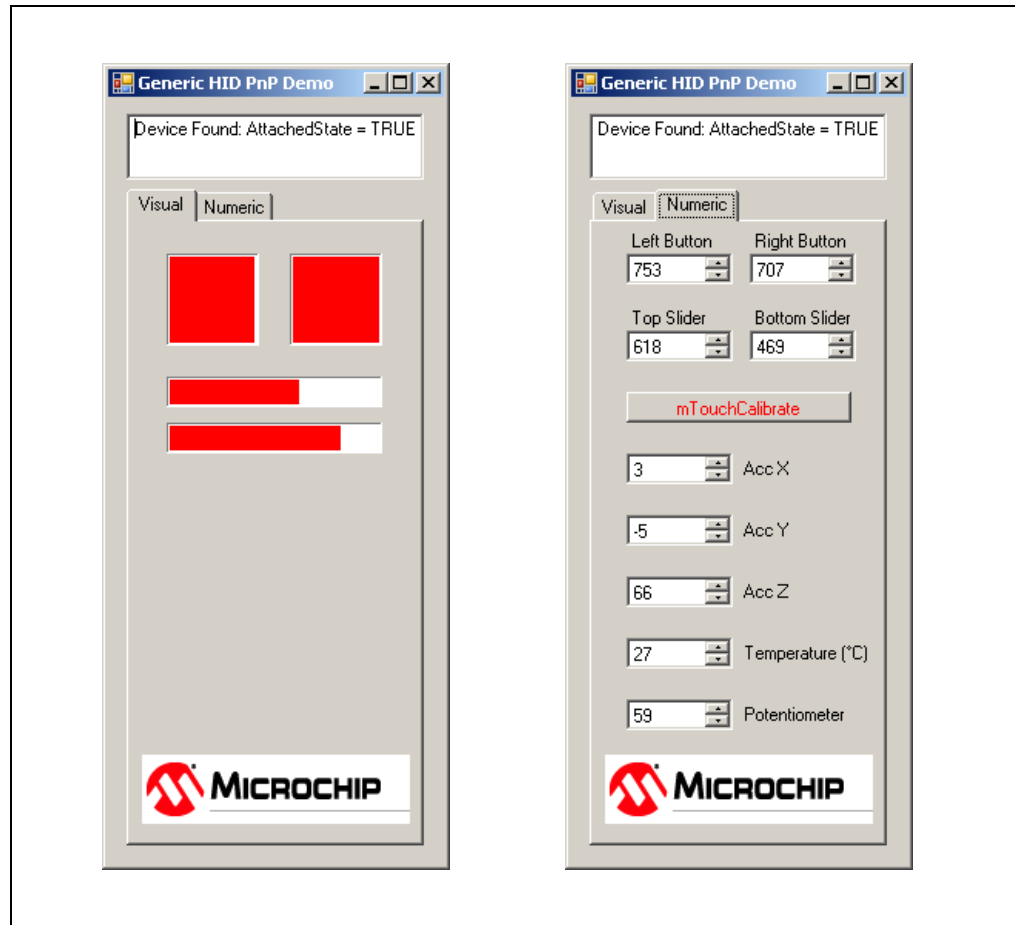 Generic HID PnP Demo
Device Found: AttachedState = TRUE
Visual Numeric
MICROCHIP
Generic HID PnP Demo
Device Found: AttachedState = TRUE
Visual Numeric
Left Button Right Button
753 707
Top Slider Bottom Slider
618 469
mTouchCalibrate
3 Acc X
-5 Acc Y
66 Acc Z
27 Temperature (°C)
59 Potentiometer
MICROCHIP